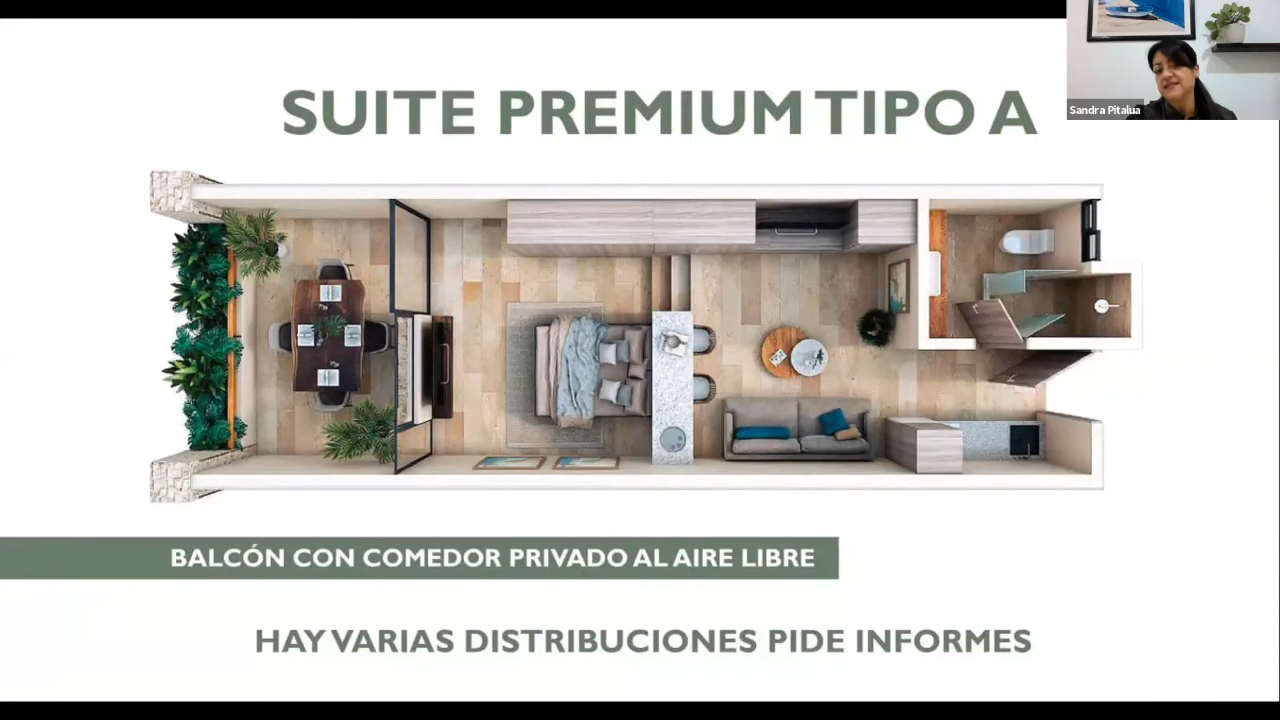 SUITE PREMIUM TIPO A
Sandra Pitalua
BALCÓN CON COMEDOR PRIVADO AL AIRE LIBRE
HAY VARIAS DISTRIBUCIONES PIDE INFORMES